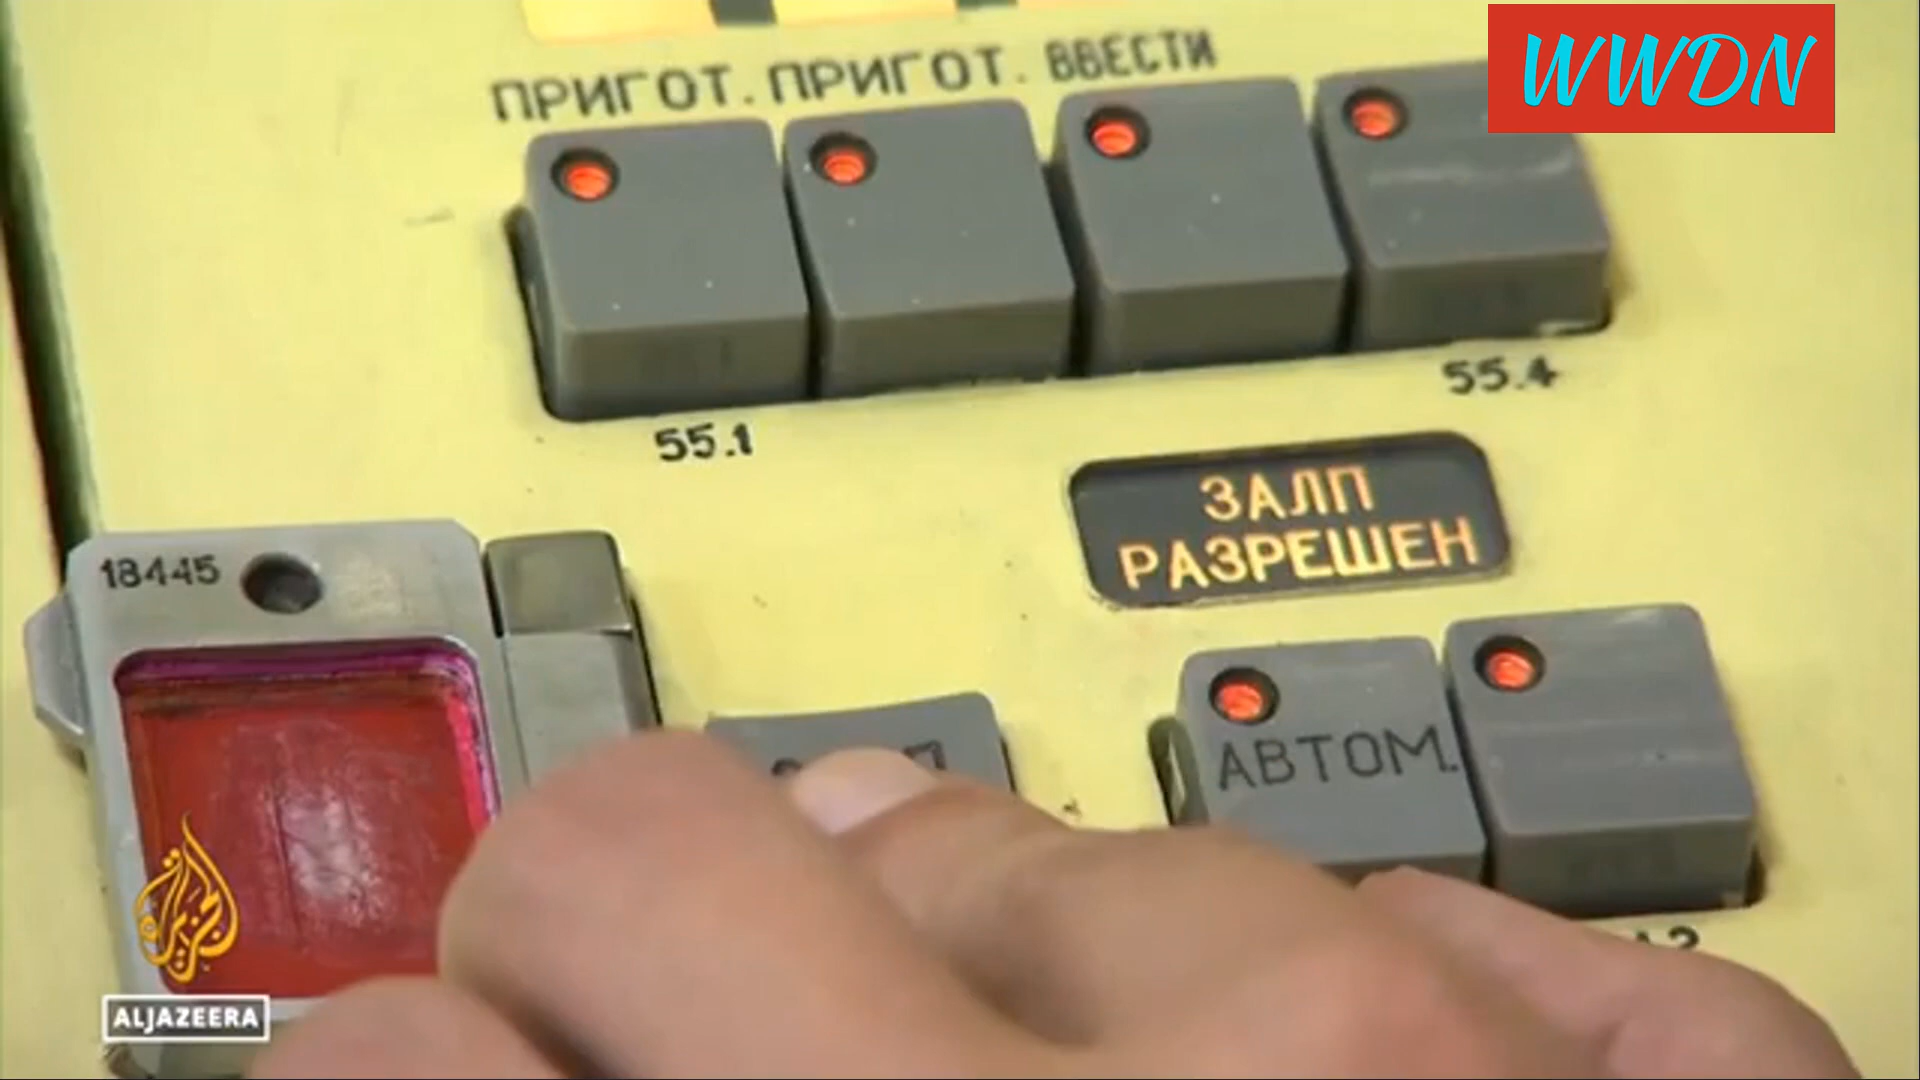 WWDN
ПРИГОТ. ПРИГОТ. ВВЕСТИ
55.1
55.4
ЗАЛП
РАЗРЕШЕН
18445
АВТОМ.
ALJAZEERA